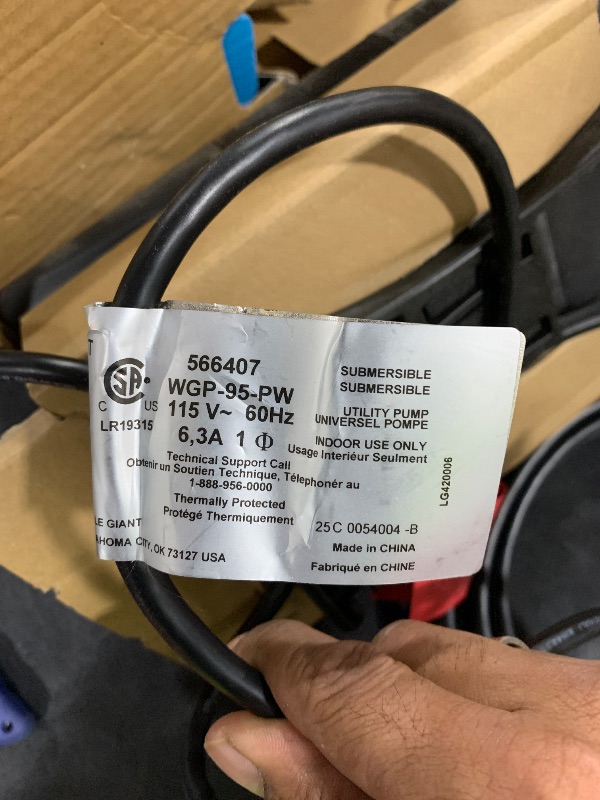 T
SA
C US
LR19315
566407
WGP-95-PW
115 V~ 60Hz
6,3A 1 Φ
SUBMERSIBLE
SUBMERSIBLE
UTILITY PUMP
UNIVERSEL POMPE
INDOOR USE ONLY
Usage Interiéur Seulment
Technical Support Call
Obtenir un Soutien Technique, Télephonér au
1-888-956-0000
Thermally Protected
Protégé Thermiquement
LE GIANT
AHOMA CITY, OK 73127 USA
25C 0054004 -B
Made in CHINA
Fabriqué en CHINE
LG420006